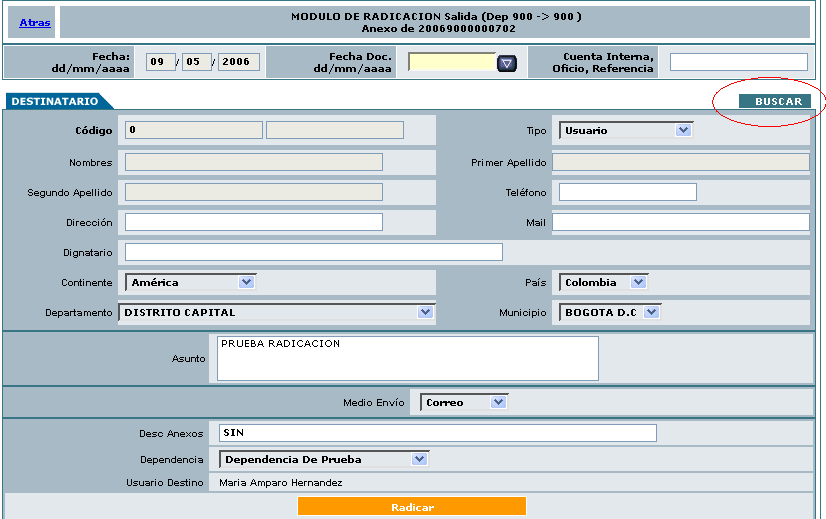 Atras
MODULO DE RADICACION Salida (Dep 900 -> 900 )
Anexo de 20069000000702
Fecha:
dd/mm/aaaa
09 / 05 / 2006
Fecha Doc.
dd/mm/aaaa
Cuenta Interna,
Oficio, Referencia
DESTINATARIO
BUSCAR
Código 0
Tipo Usuario
Nombres
Primer Apellido
Segundo Apellido
Teléfono
Dirección
Mail
Dignatario
Continente América
País Colombia
Departamento DISTRITO CAPITAL
Municipio BOGOTA D.C
Asunto PRUEBA RADICACION
Medio Envío Correo
Desc Anexos SIN
Dependencia Dependencia De Prueba
Usuario Destino Maria Amparo Hernandez
Radicar